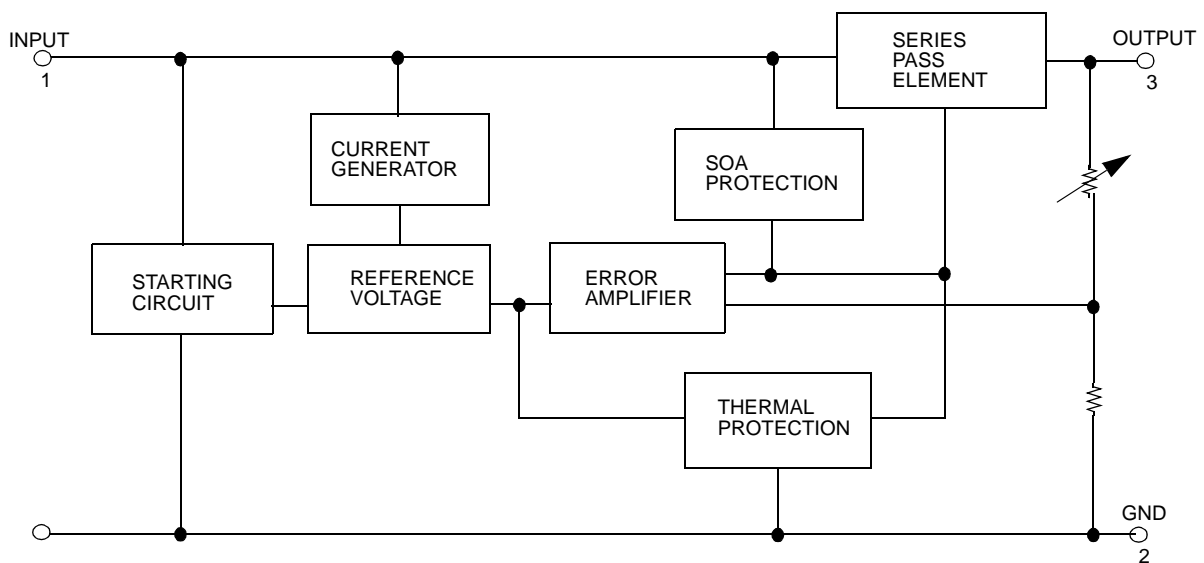 INPUT
1
SERIES
PASS
ELEMENT
OUTPUT
3
CURRENT
GENERATOR
SOA
PROTECTION
STARTING
CIRCUIT
REFERENCE
VOLTAGE
ERROR
AMPLIFIER
THERMAL
PROTECTION
GND
2